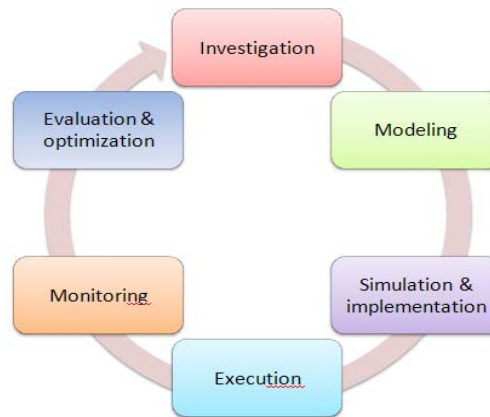 Investigation
Modeling
Simulation &
implementation
Execution
Monitoring
Evaluation &
optimization